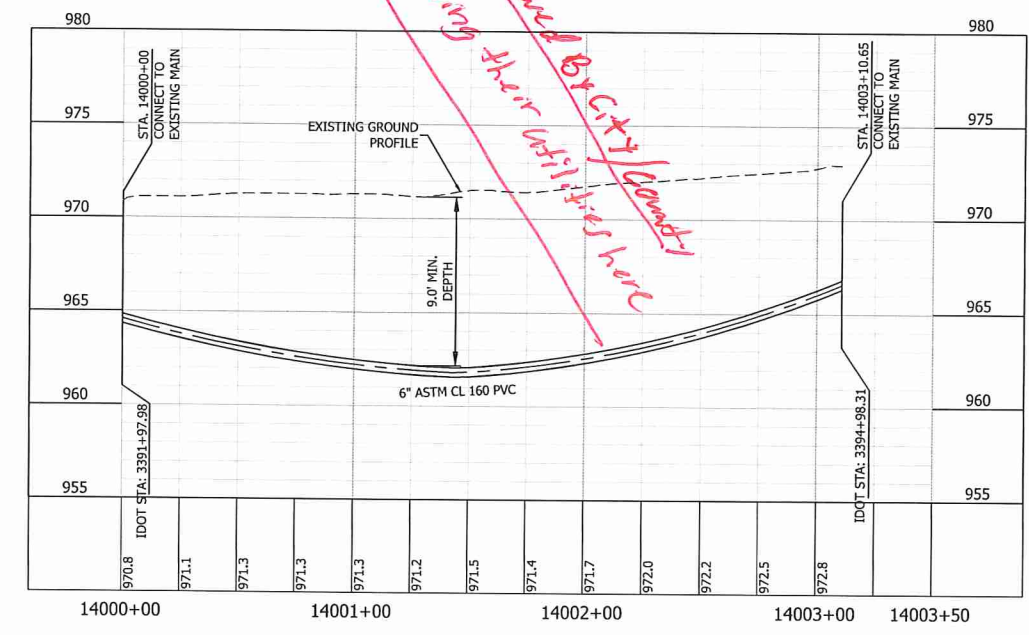 980
980
STA. 14000+00
CONNECT TO
EXISTING MAIN
By City/County
ing their utilities here
STA. 14003+10.65
CONNECT TO
EXISTING MAIN
975
975
EXISTING GROUND
PROFILE
970
970
9.0' MIN.
DEPTH
965
965
6" ASTM CL 160 PVC
960
960
IDOT STA: 3391+97.98
IDOT STA: 3394+98.31
955
955
970.8
971.1
971.3
971.3
971.3
971.2
971.5
971.4
971.7
972.0
972.2
972.5
972.8
14000+00
14001+00
14002+00
14003+00
14003+50